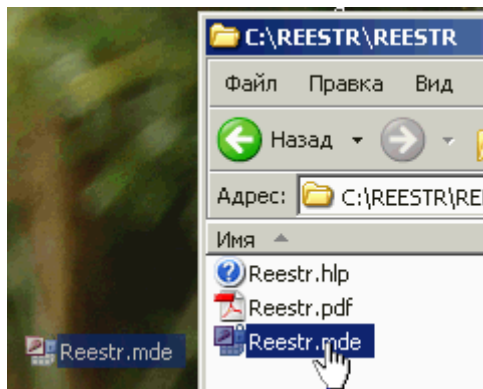 C:\REESTR\REESTR
Файл Правка Вид
Назад
Адрес: C:\REESTR\RE
Имя
Reestr.hlp
Reestr.pdf
Reestr.mde
Reestr.mde